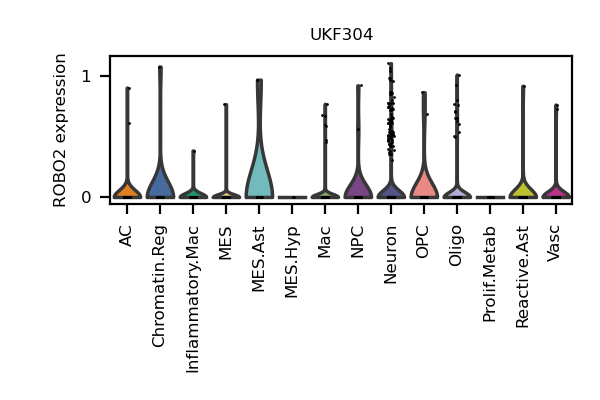 UKF304
ROBO2 expression
1
0
AC
Chromatin.Reg
Inflammatory.Mac
MES
MES.Ast
MES.Hyp
Mac
NPC
Neuron
OPC
Oligo
Prolif.Metab
Reactive.Ast
Vasc